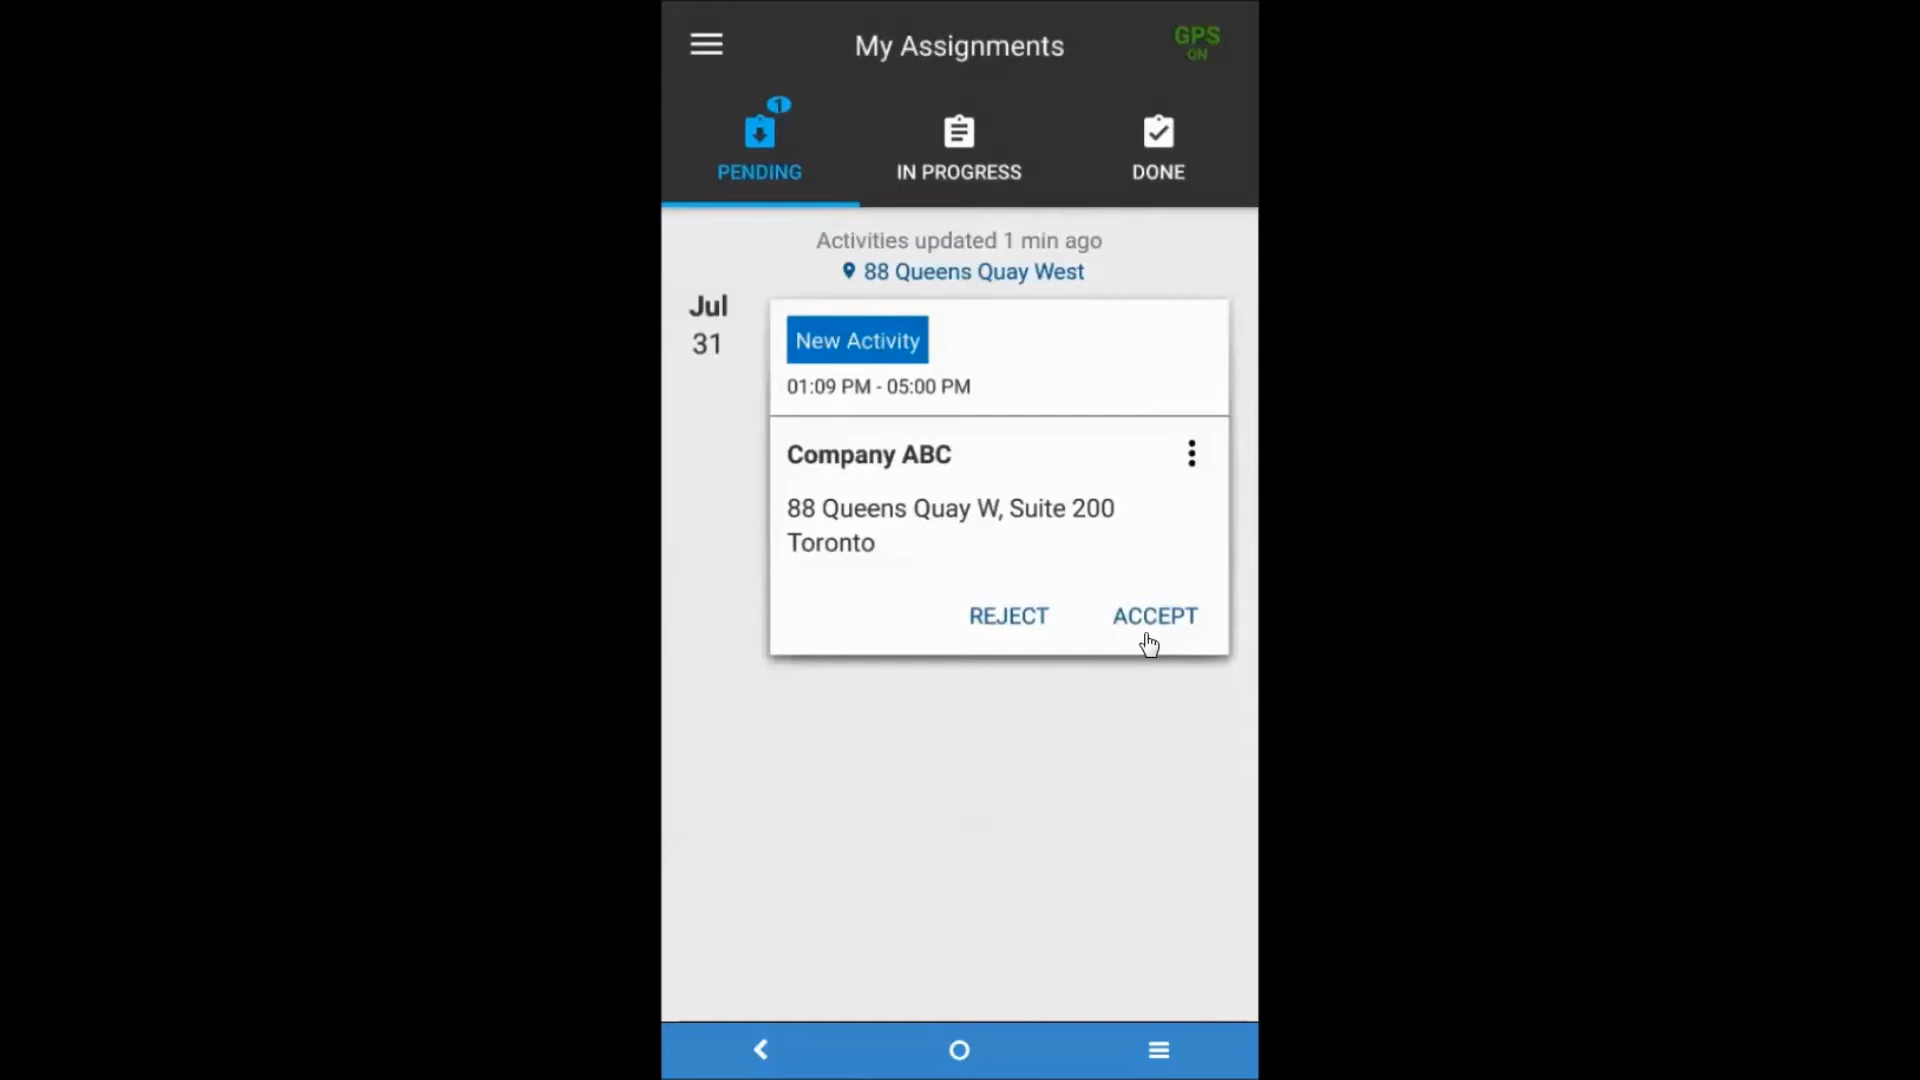 My Assignments
GPS
ON
1
PENDING
IN PROGRESS
DONE
Activities updated 1 min ago
88 Queens Quay West
Jul
31
New Activity
01:09 PM - 05:00 PM
Company ABC
88 Queens Quay W, Suite 200
Toronto
REJECT
ACCEPT